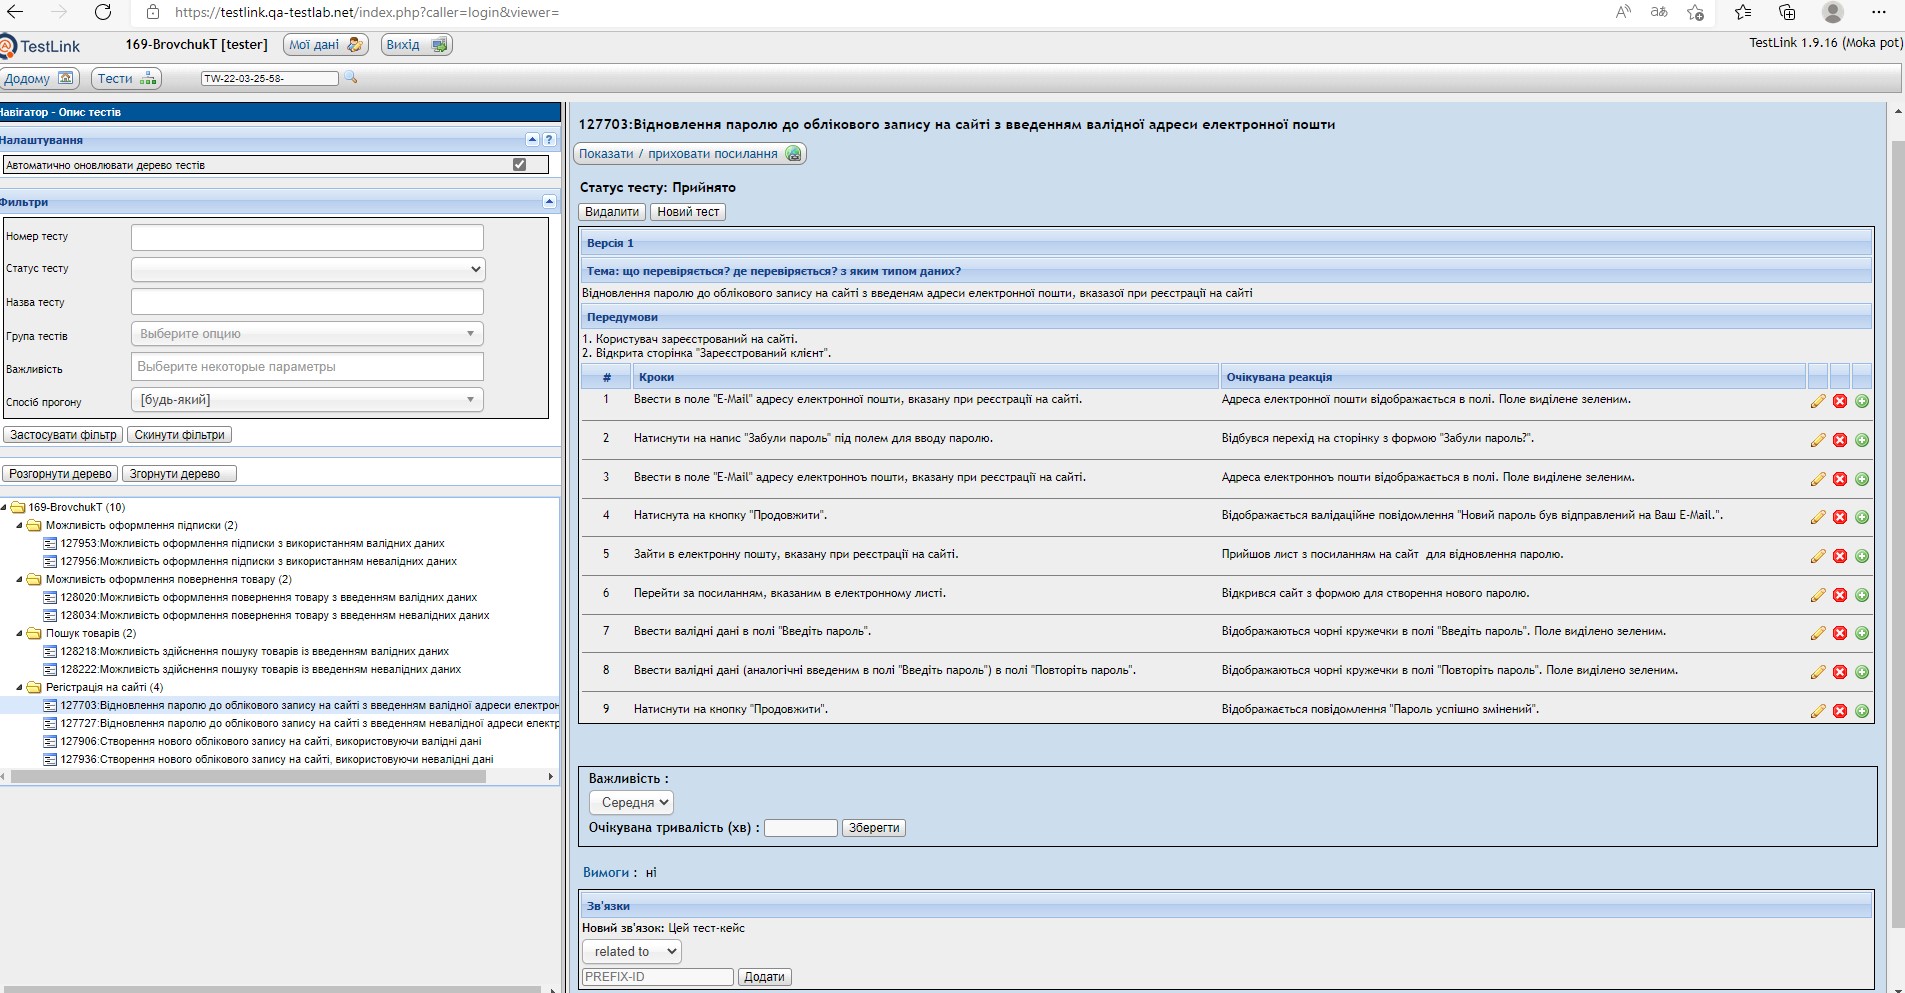 https://testlink.qa-testlab.net/index.php?caller=login&viewer=
TestLink 169-BrovchukT [tester] Мої дані Вихід TestLink 1.9.16 (Moka pot)
Додому Тести TW-22-03-25-58-
Навігатор - Опис тестів
Налаштування
Автоматично оновлювати дерево тестів
Фильтри
Номер тесту
Статус тесту
Назва тесту
Група тестів Выберите опцию
Важливість Выберите некоторые параметры
Спосіб прогону [будь-який]
Застосувати фільтр Скинути фільтри
Розгорнути дерево Згорнути дерево
169-BrovchukT (10)
Можливість оформлення підписки (2)
127953:Можливість оформлення підписки з використанням валідних даних
127956:Можливість оформлення підписки з використанням невалідних даних
Можливість оформлення повернення товару (2)
128020:Можливість оформлення повернення товару з введенням валідних даних
128034:Можливість оформлення повернення товару з введенням невалідних даних
Пошук товарів (2)
128218:Можливість здійснення пошуку товарів із введенням валідних даних
128222:Можливість здійснення пошуку товарів із введенням невалідних даних
Регістрація на сайті (4)
127703:Відновлення паролю до облікового запису на сайті з введенням валідної адреси електрон
127727:Відновлення паролю до облікового запису на сайті з введенням невалідної адреси електр
127906:Створення нового облікового запису на сайті, використовуючи валідні дані
127936:Створення нового облікового запису на сайті, використовуючи невалідні дані
127703:Відновлення паролю до облікового запису на сайті з введенням валідної адреси електронної пошти
Показати / приховати посилання
Статус тесту: Прийнято
Видалити Новий тест
Версія 1
Тема: що перевіряється? де перевіряється? з яким типом даних?
Відновлення паролю до облікового запису на сайті з введеням адреси електронної пошти, вказазої при реєстрації на сайті
Передумови
1. Користувач зареєстрований на сайті.
2. Відкрита сторінка "Зареєстрований клієнт".
# Кроки Очікувана реакція
1 Ввести в поле "E-Mail" адресу електронної пошти, вказану при реєстрації на сайті. Адреса електронної пошти відображається в полі. Поле виділене зеленим.
2 Натиснути на напис "Забули пароль" під полем для вводу паролю. Відбувся перехід на сторінку з формою "Забули пароль?".
3 Ввести в поле "E-Mail" адресу електронноъ пошти, вказану при реєстрації на сайті. Адреса електронноъ пошти відображається в полі. Поле виділене зеленим.
4 Натиснута на кнопку "Продовжити". Відображається валідаційне повідомлення "Новий пароль був відправлений на Ваш E-Mail.".
5 Зайти в електронну пошту, вказану при реєстрації на сайті. Прийшов лист з посиланням на сайт для відновлення паролю.
6 Перейти за посиланням, вказаним в електронному листі. Відкрився сайт з формою для створення нового паролю.
7 Ввести валідні дані в полі "Введіть пароль". Відображаються чорні кружечки в полі "Введіть пароль". Поле виділено зеленим.
8 Ввести валідні дані (аналогічні введеним в полі "Введіть пароль") в полі "Повторіть пароль". Відображаються чорні кружечки в полі "Повторіть пароль". Поле виділено зеленим.
9 Натиснути на кнопку "Продовжити". Відображається повідомлення "Пароль успішно змінений".
Важливість :
Середня
Очікувана тривалість (хв) : Зберегти
Вимоги : ні
Зв'язки
Новий зв'язок: Цей тест-кейс
related to
PREFIX-ID Додати